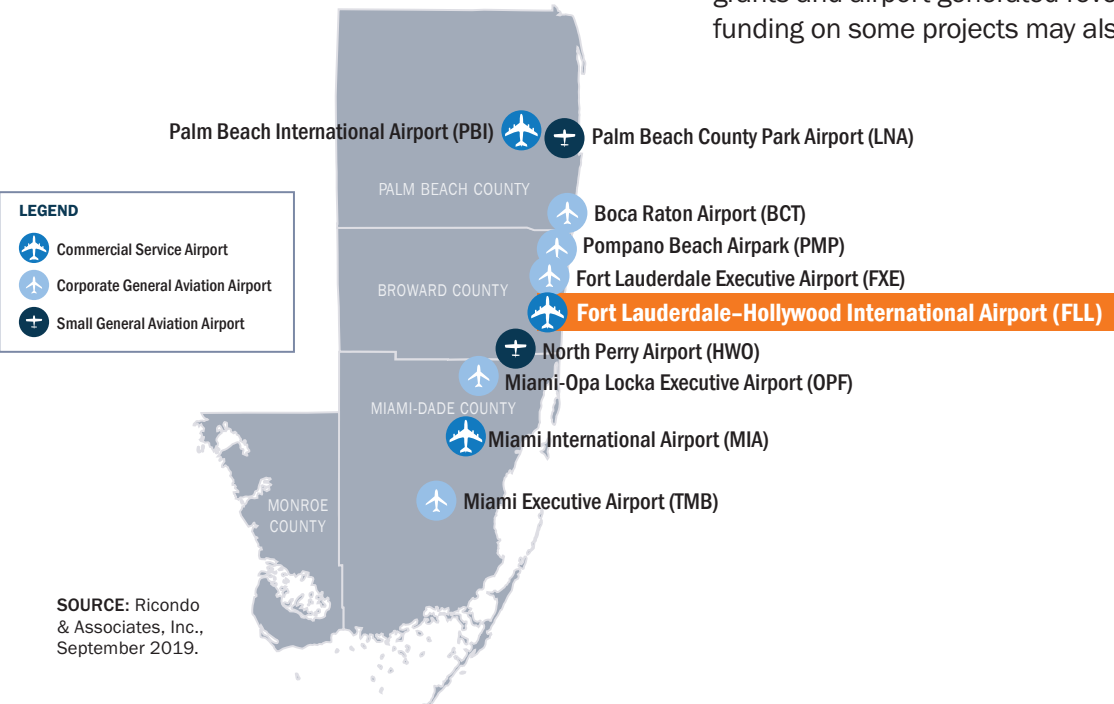 grants and airport generated
funding on some projects may
Palm Beach International Airport (PBI)
Palm Beach County Park Airport (LNA)
PALM BEACH COUNTY
LEGEND
Commercial Service Airport
Corporate General Aviation Airport
Small General Aviation Airport
Boca Raton Airport (BCT)
Pompano Beach Airpark (PMP)
Fort Lauderdale Executive Airport (FXE)
BROWARD COUNTY
Fort Lauderdale–Hollywood International Airport (FLL)
North Perry Airport (HWO)
Miami-Opa Locka Executive Airport (OPF)
MIAMI-DADE COUNTY
Miami International Airport (MIA)
Miami Executive Airport (TMB)
MONROE
COUNTY
SOURCE: Ricondo
& Associates, Inc.,
September 2019.